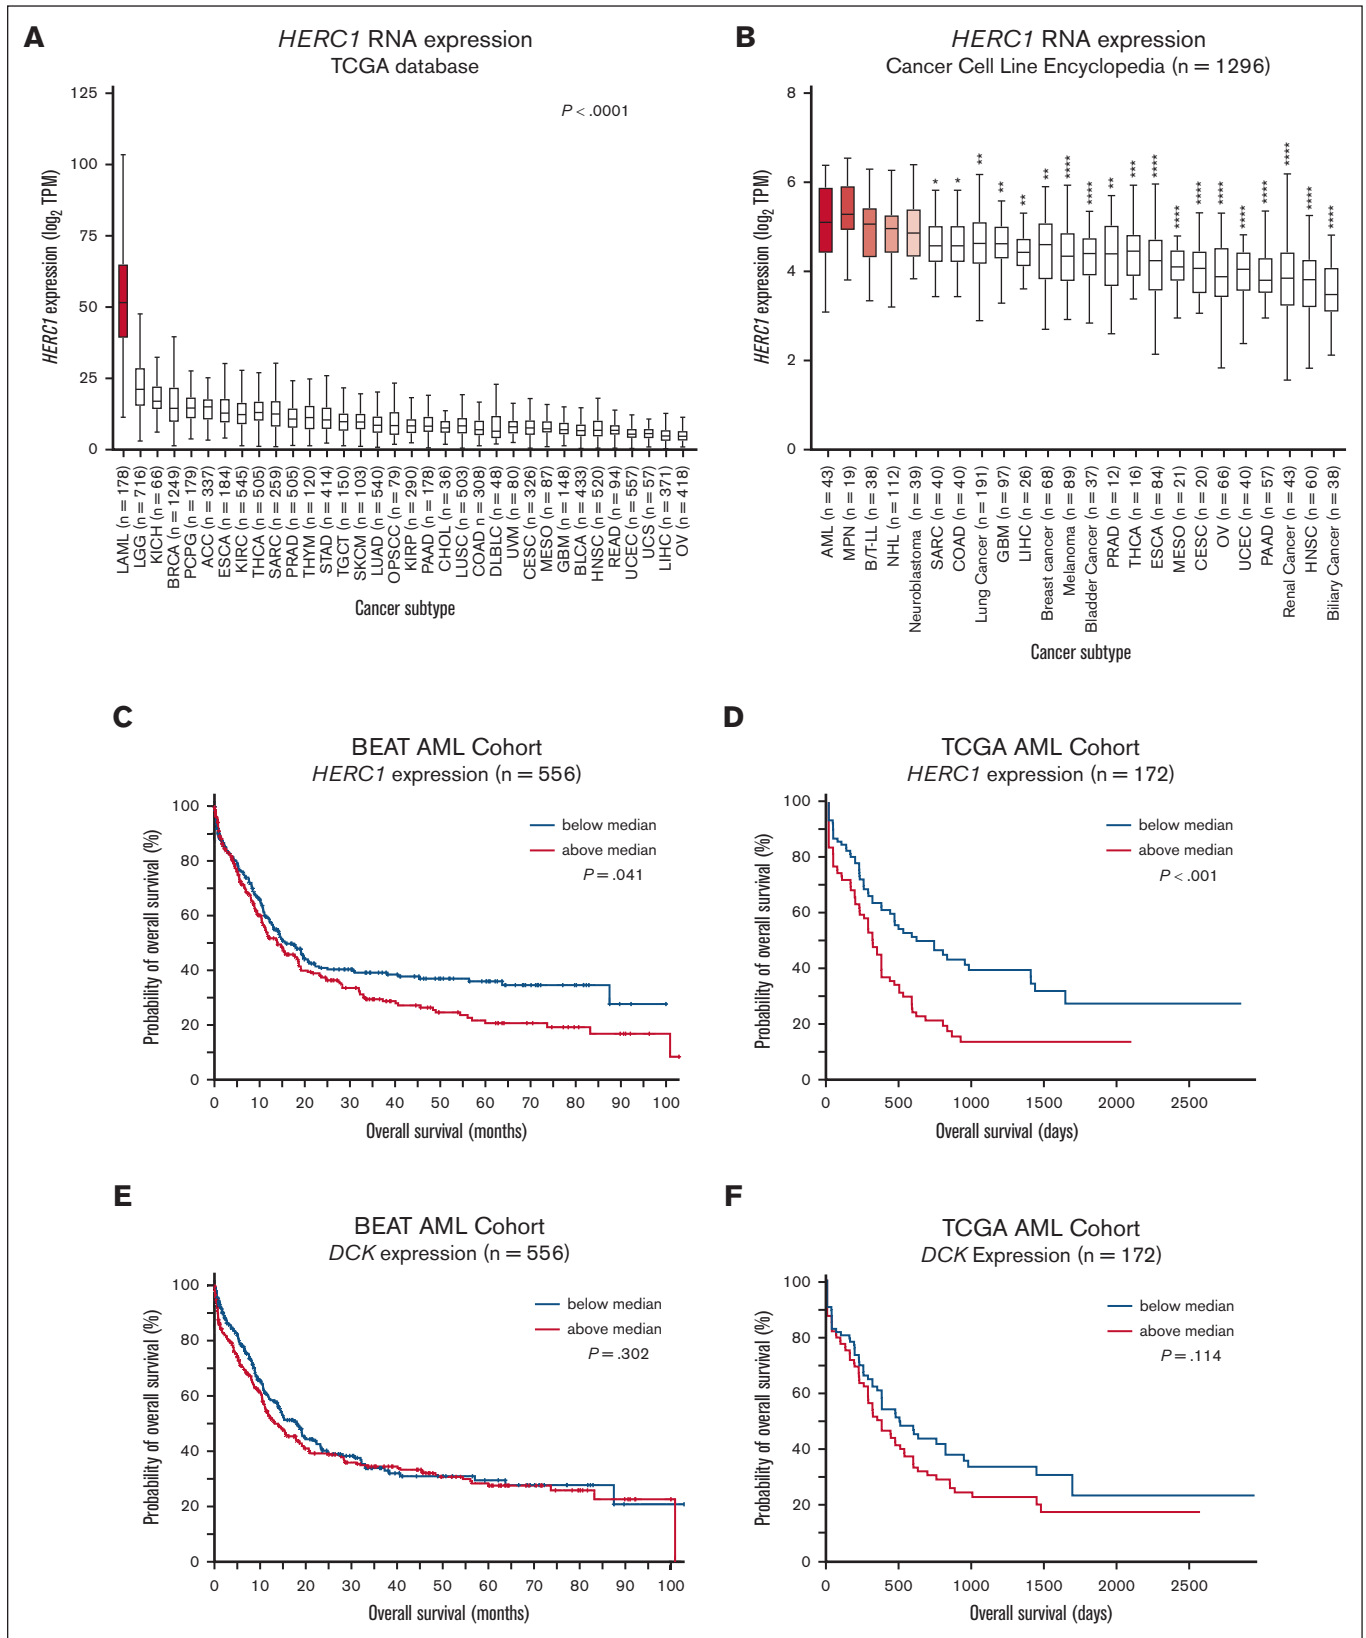 A
HERC1 RNA expression
TCGA database
P < .0001
HERC1 expression (log2 TPM)
125
100
75
50
25
0
LAML (n = 178)
LGG (n = 716)
KICH (n = 66)
BRCA (n = 1249)
PCPG (n = 179)
ACC (n = 337)
ESCA (n = 184)
KIRC (n = 545)
THCA (n = 505)
SARC (n = 259)
PRAD (n = 505)
THYM (n = 120)
STAD (n = 414)
TGCT (n = 150)
SKCM (n = 103)
LUAD (n = 540)
OPSCC (n = 79)
KIRP (n = 290)
PAAD (n = 178)
CHOL (n = 36)
LUSC (n = 503)
COAD (n = 308)
DLBLC (n = 48)
UVM (n = 80)
CESC (n = 326)
MESO (n = 87)
GBM (n = 148)
BLCA (n = 433)
HNSC (n = 520)
READ (n = 94)
UCEC (n = 557)
UCS (n = 57)
LIHC (n = 371)
OV (n = 418)
Cancer subtype
B
HERC1 RNA expression
Cancer Cell Line Encyclopedia (n = 1296)
HERC1 expression (log2 TPM)
8
6
4
2
0
*
*
**
**
**
**
****
****
**
***
****
****
****
****
****
****
****
****
****
AML (n = 43)
MPN (n = 19)
B/T-LL (n = 38)
NHL (n = 112)
Neuroblastoma (n = 39)
SARC (n = 40)
COAD (n = 40)
Lung Cancer (n = 191)
GBM (n = 97)
LIHC (n = 26)
Breast cancer (n = 68)
Melanoma (n = 89)
Bladder Cancer (n = 37)
PRAD (n = 12)
THCA (n = 16)
ESCA (n = 84)
MESO (n = 21)
CESC (n = 20)
OV (n = 66)
UCEC (n = 40)
PAAD (n = 57)
Renal Cancer (n = 43)
HNSC (n = 60)
Biliary Cancer (n = 38)
Cancer subtype
C
BEAT AML Cohort
HERC1 expression (n = 556)
below median
above median
P = .041
Probability of overall survival (%)
100
80
60
40
20
0
0 10 20 30 40 50 60 70 80 90 100
Overall survival (months)
D
TCGA AML Cohort
HERC1 expression (n = 172)
below median
above median
P < .001
Probability of overall survival (%)
100
80
60
40
20
0
0 500 1000 1500 2000 2500
Overall survival (days)
E
BEAT AML Cohort
DCK expression (n = 556)
below median
above median
P = .302
Probability of overall survival (%)
100
80
60
40
20
0
0 10 20 30 40 50 60 70 80 90 100
Overall survival (months)
F
TCGA AML Cohort
DCK Expression (n = 172)
below median
above median
P = .114
Probability of overall survival (%)
100
80
60
40
20
0
0 500 1000 1500 2000 2500
Overall survival (days)